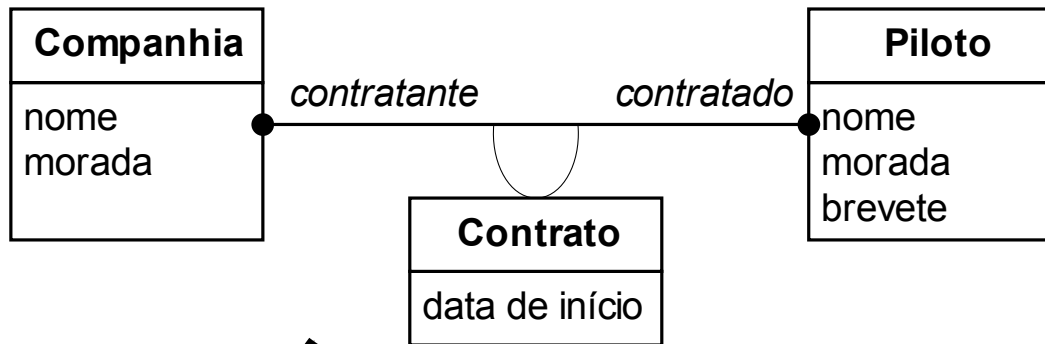 Companhia
nome
morada
contratante
contratado
Piloto
nome
morada
brevete
Contrato
data de início